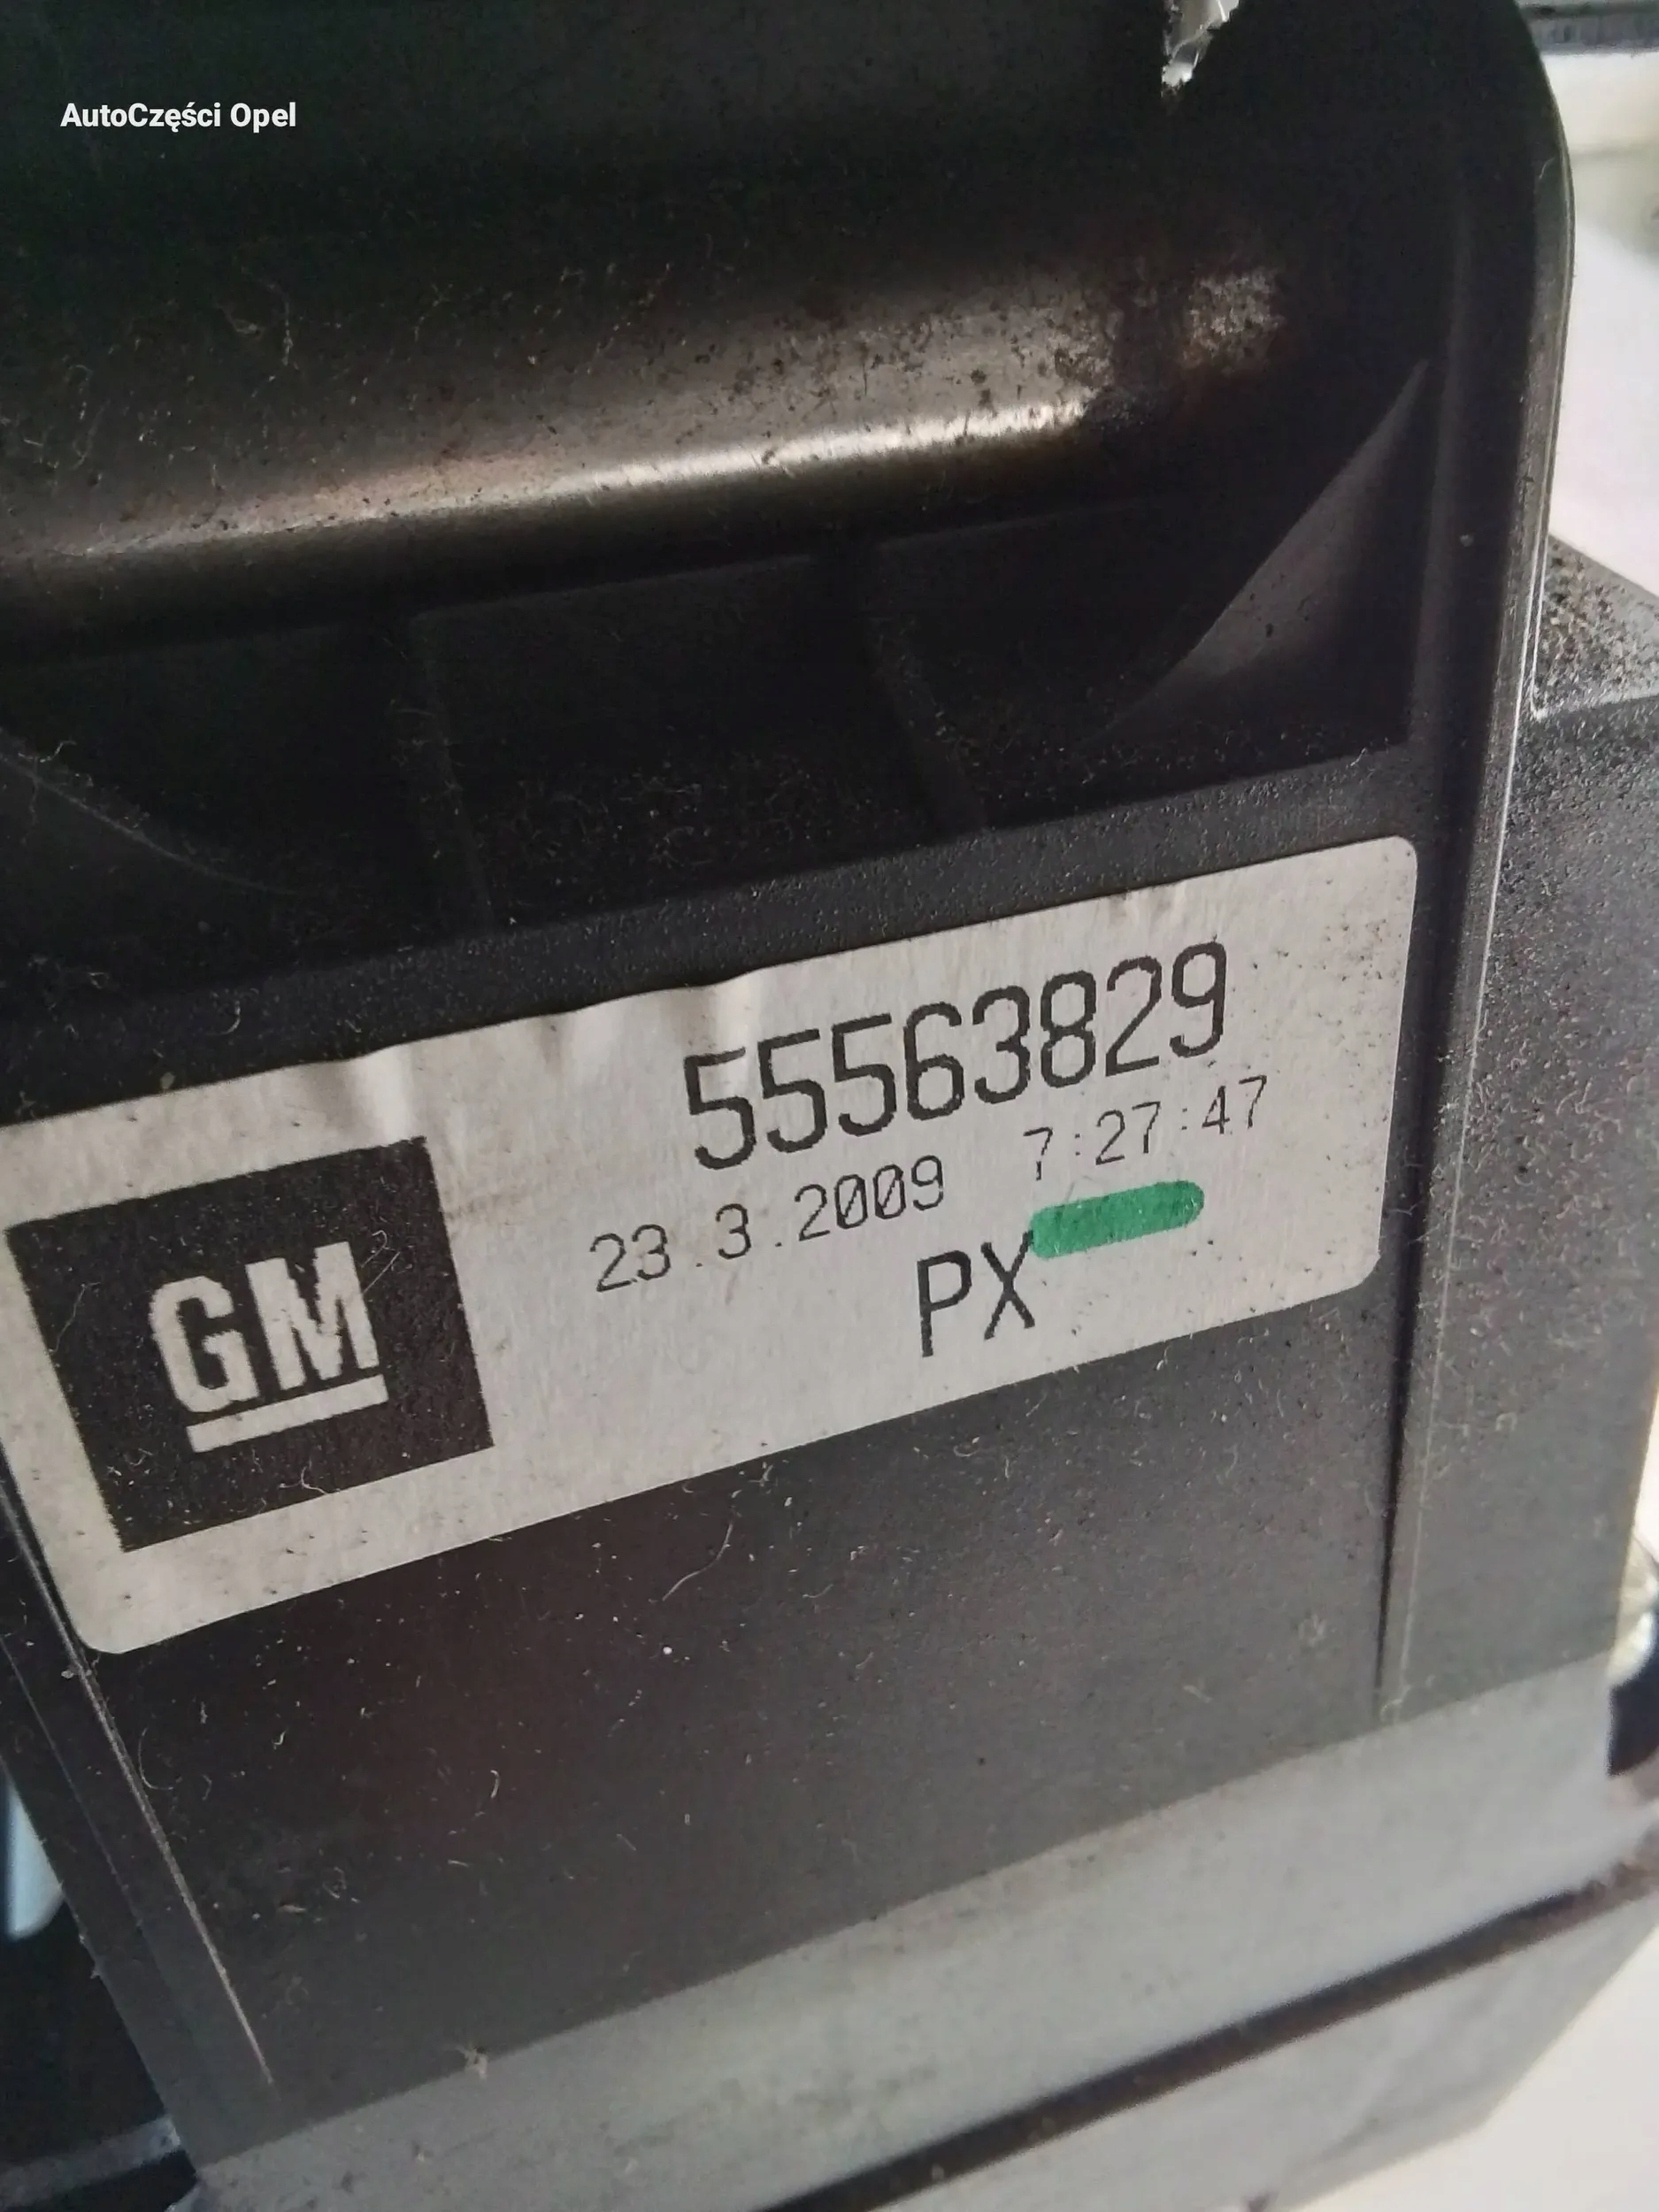 AutoCzęści Opel
55563829
23.3.2009 7:27:47
PX
GM